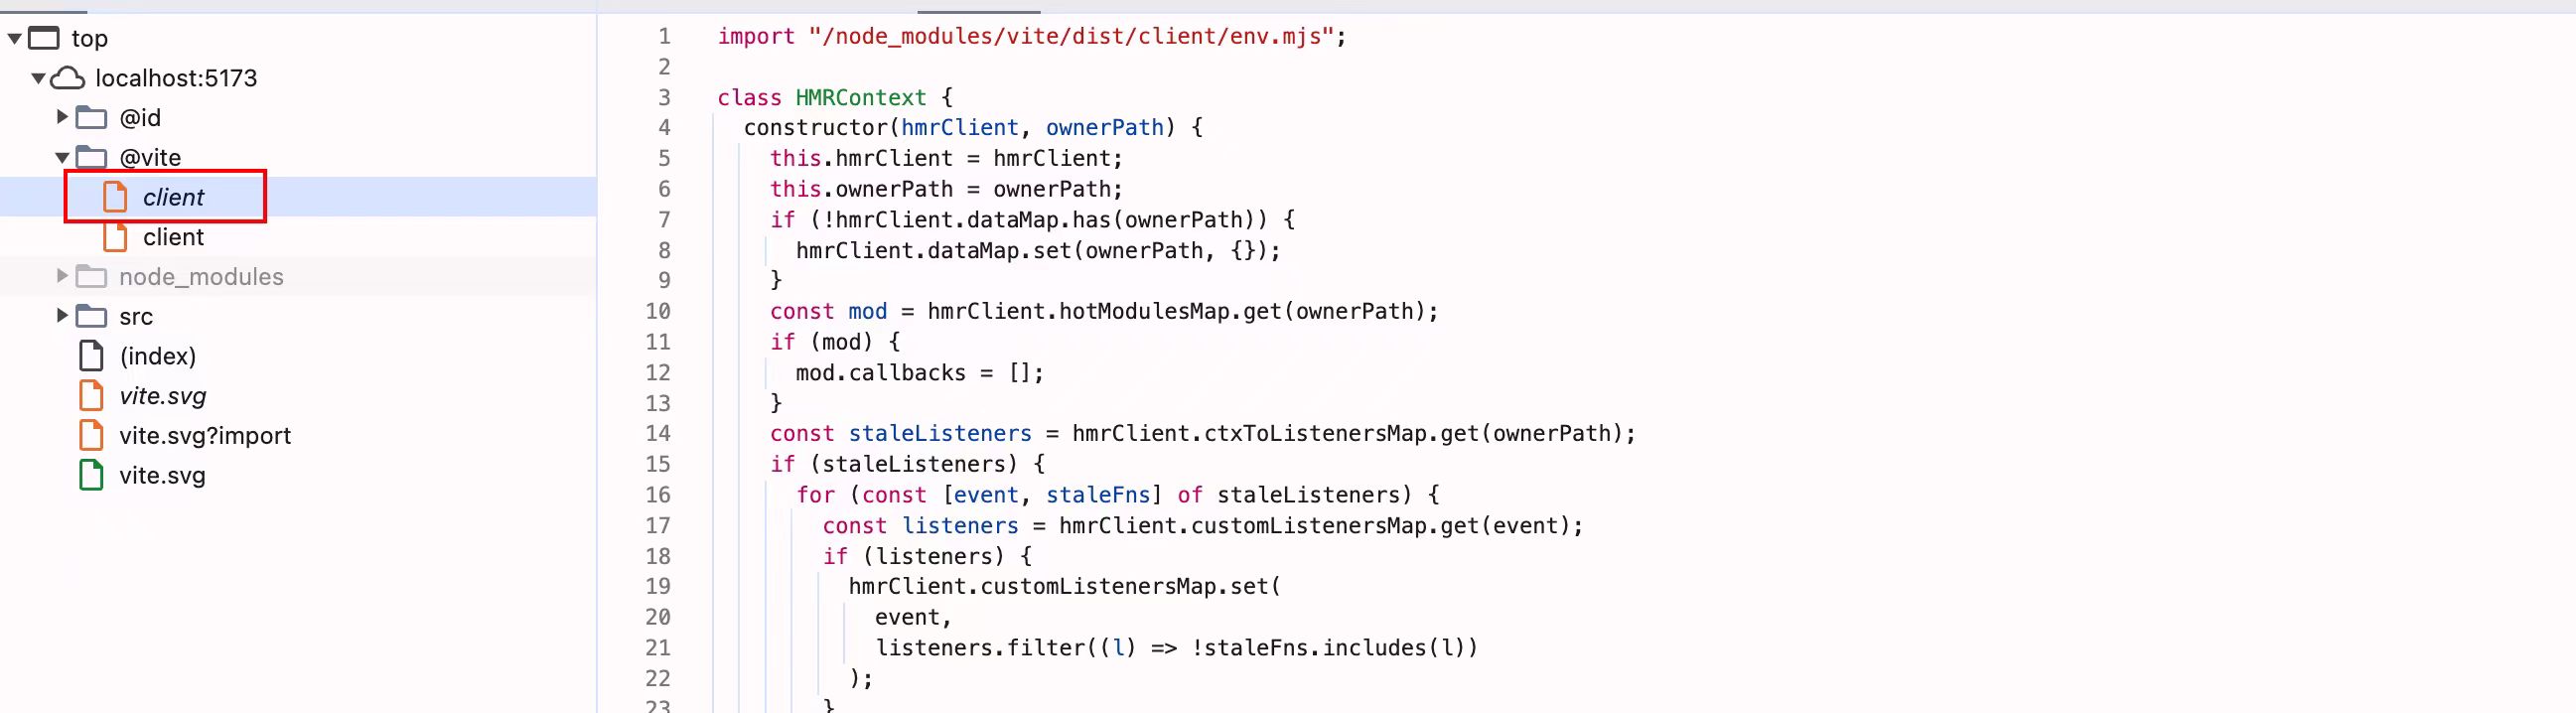 top
localhost:5173
@id
@vite
client
client
node_modules
src
(index)
vite.svg
vite.svg?import
vite.svg
1 import "/node_modules/vite/dist/client/env.mjs";
2
3 class HMRContext {
4 constructor(hmrClient, ownerPath) {
5 this.hmrClient = hmrClient;
6 this.ownerPath = ownerPath;
7 if (!hmrClient.dataMap.has(ownerPath)) {
8 hmrClient.dataMap.set(ownerPath, {});
9 }
10 const mod = hmrClient.hotModulesMap.get(ownerPath);
11 if (mod) {
12 mod.callbacks = [];
13 }
14 const staleListeners = hmrClient.ctxToListenersMap.get(ownerPath);
15 if (staleListeners) {
16 for (const [event, staleFns] of staleListeners) {
17 const listeners = hmrClient.customListenersMap.get(event);
18 if (listeners) {
19 hmrClient.customListenersMap.set(
20 event,
21 listeners.filter((l) => !staleFns.includes(l))
22 );
23 }